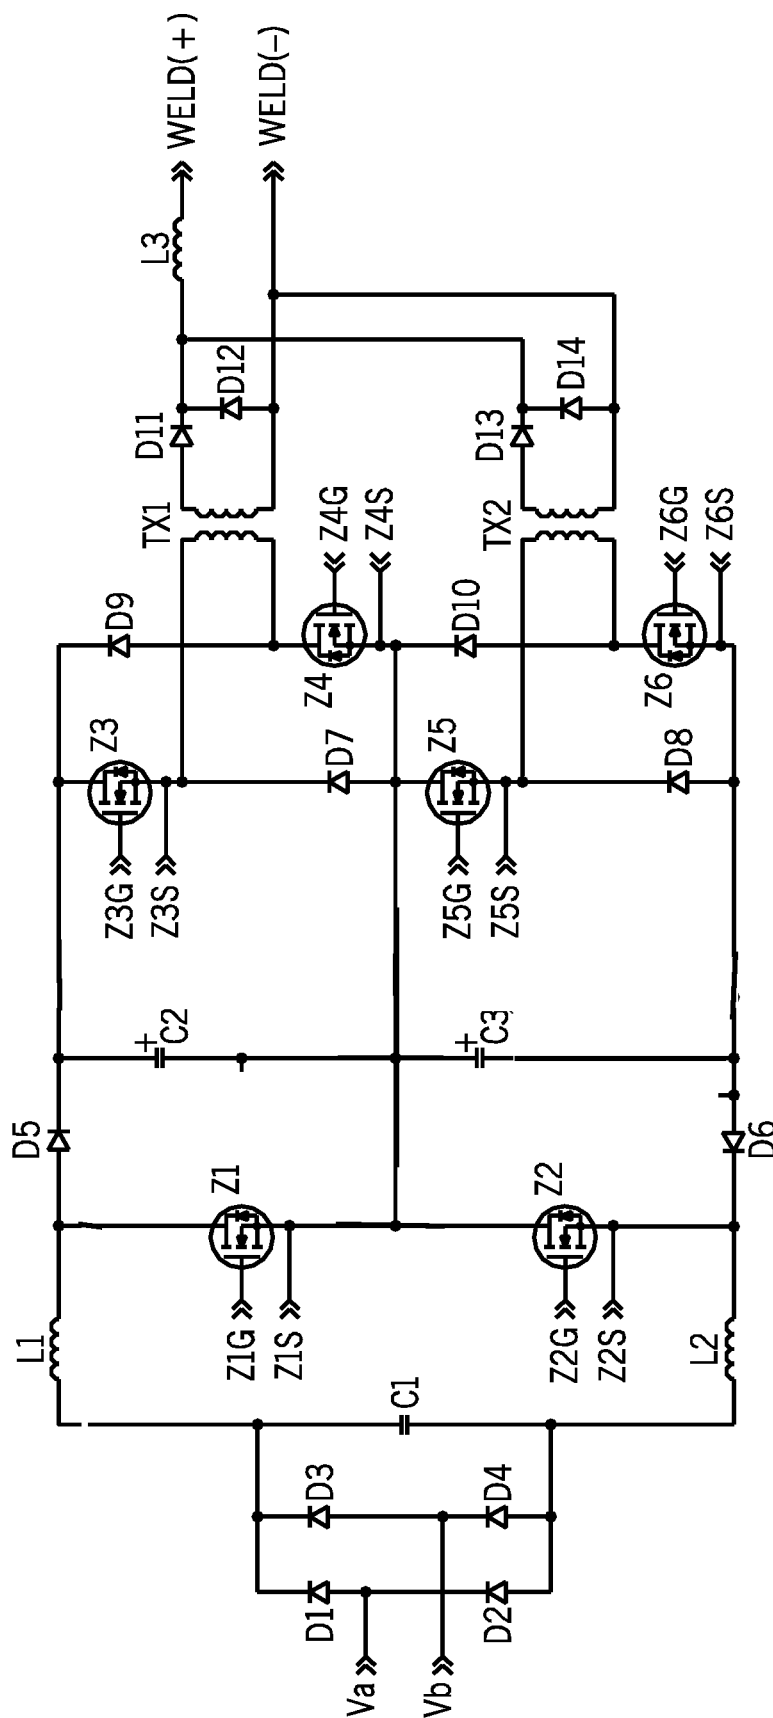 WELD(+)
WELD(-)
L3
D12
D14
D11
D13
TX1
Z4G
Z4S
TX2
Z6G
Z6S
D9
D10
Z4
Z6
Z3
D7
Z5
D8
Z3G
Z3S
Z5G
Z5S
+
C2
+
C3
D5
D6
Z1
Z2
L1
Z1G
Z1S
Z2G
Z2S
L2
C1
D3
D4
D1
D2
Va
Vb